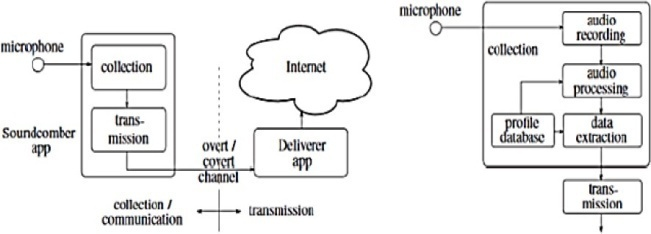 microphone
collection
Internet
Soundcomber
app
trans-
mission
overt /
covert
channel
Deliverer
app
collection /
communication
transmission
microphone
audio
recording
collection
audio
processing
profile
database
data
extraction
trans-
mission